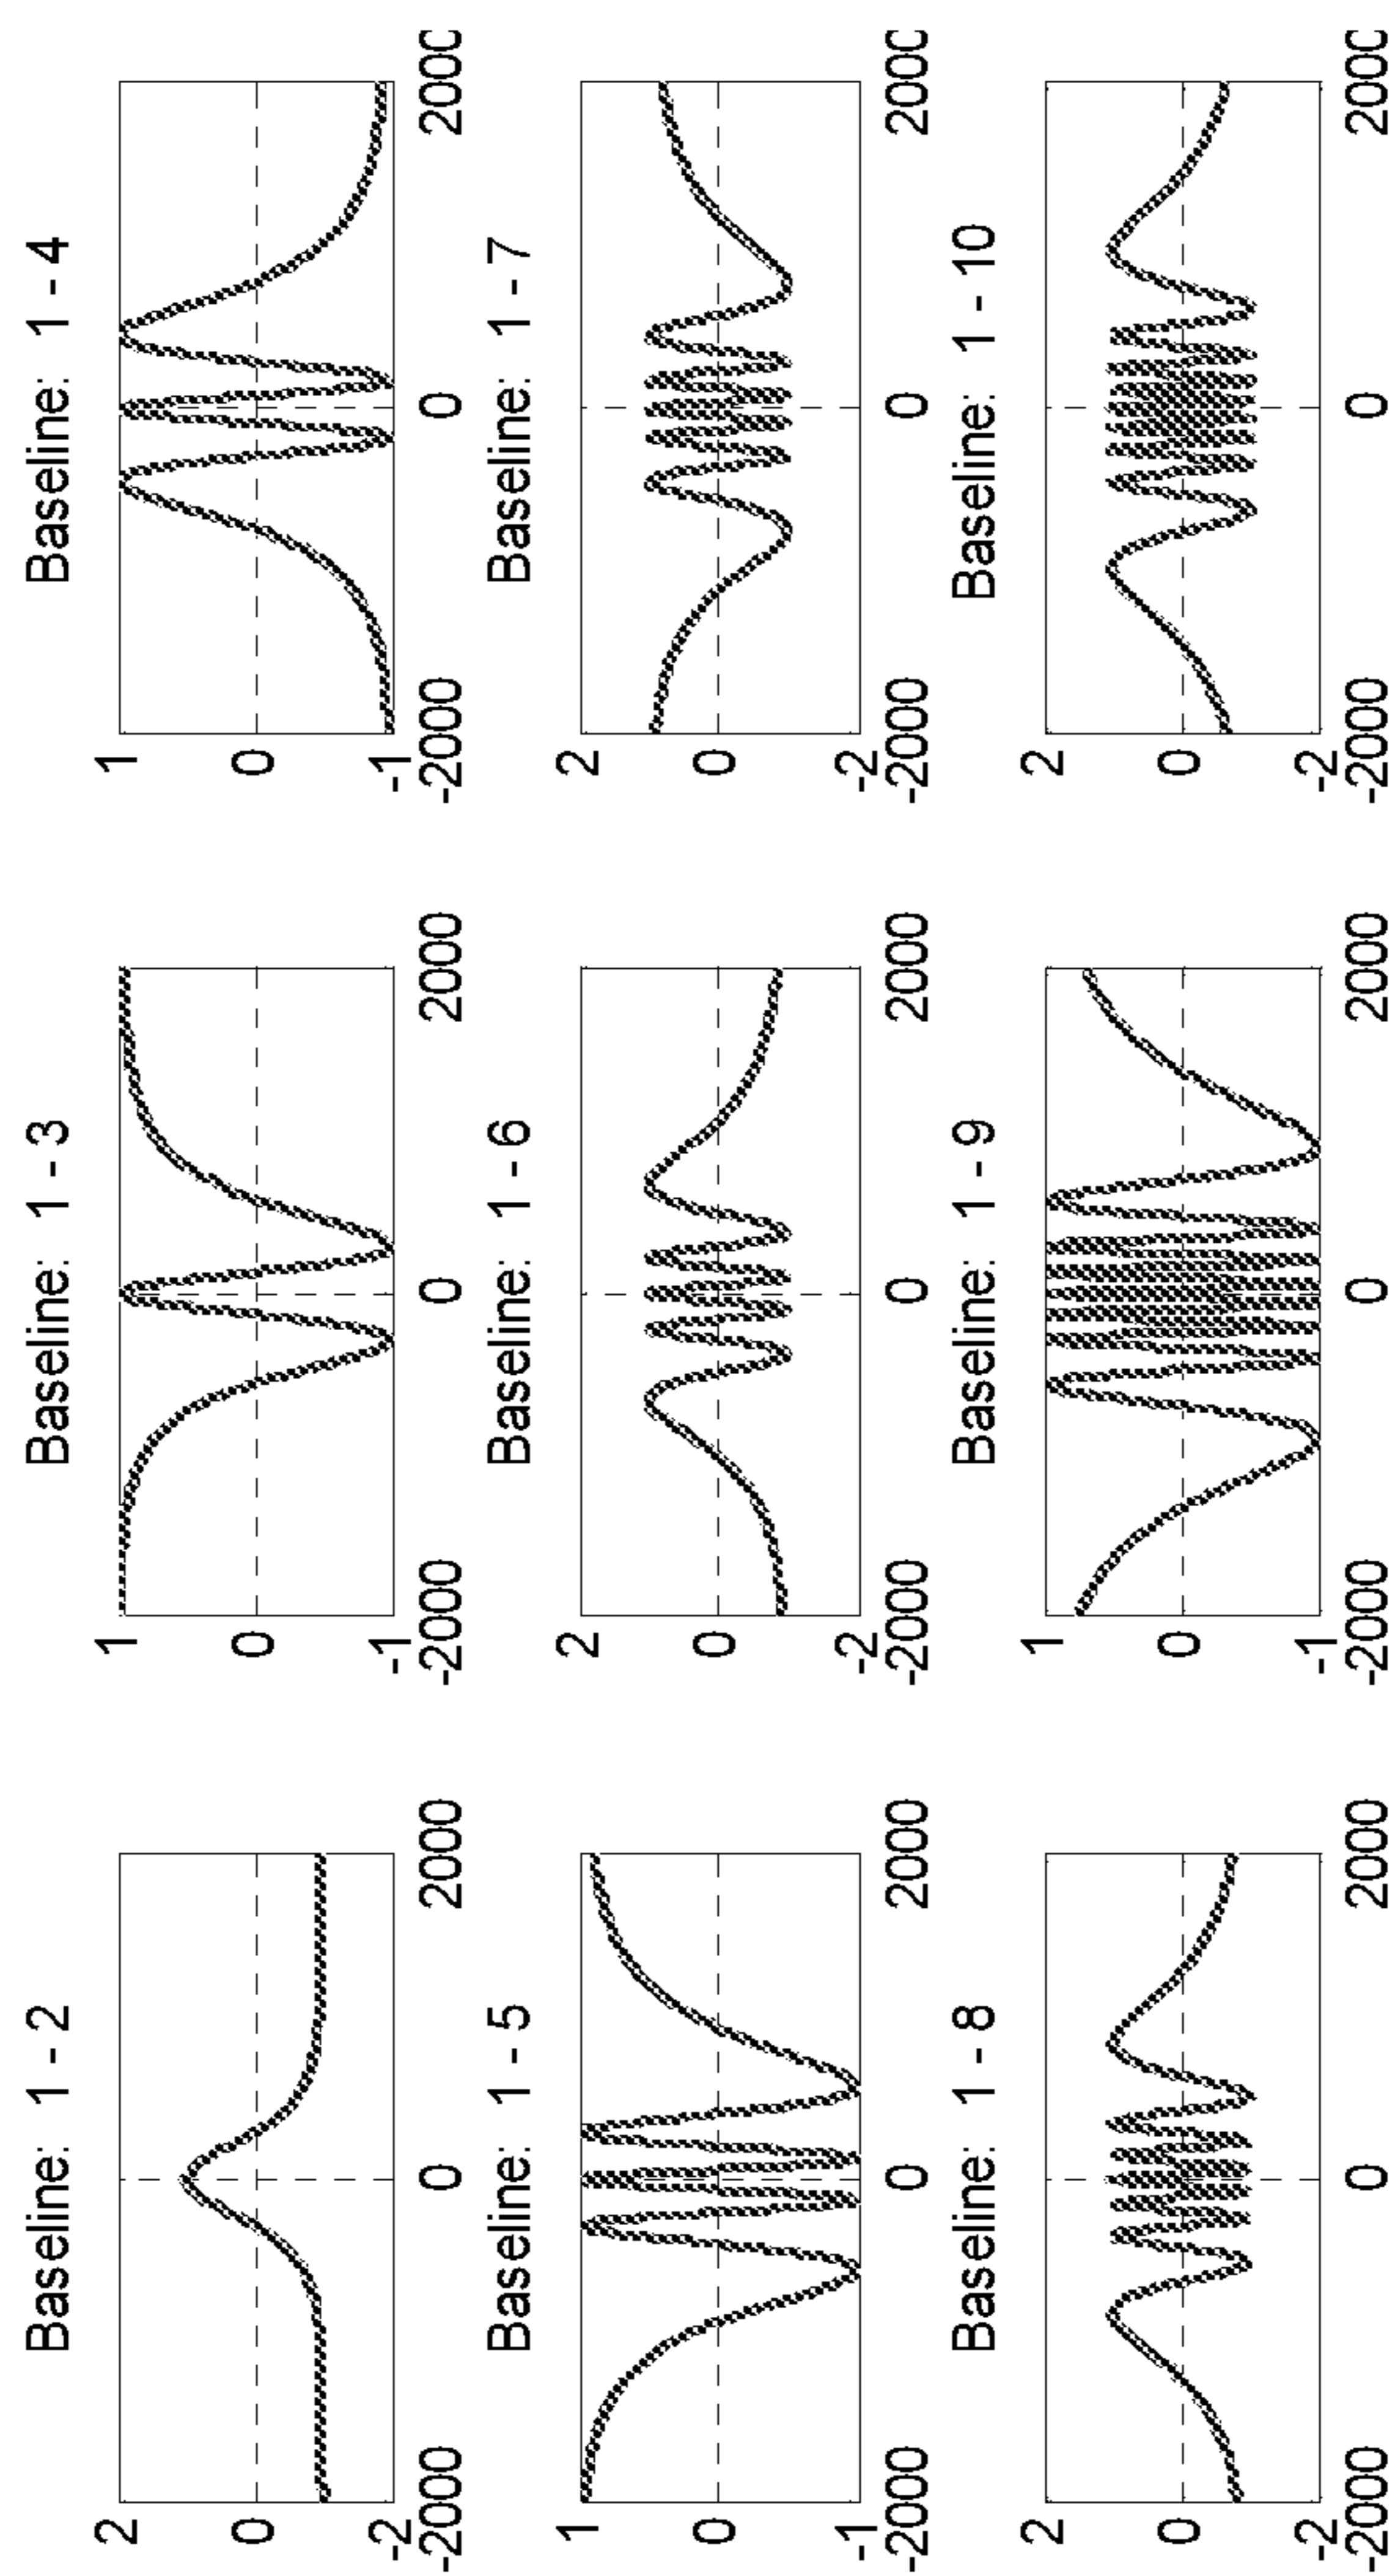 Baseline: 1 - 2 Baseline: 1 - 3 Baseline: 1 - 4
2 1 1
0 0 0
-2 -1 -1
-2000 0 2000 -2000 0 2000 -2000 0 2000
Baseline: 1 - 5 Baseline: 1 - 6 Baseline: 1 - 7
1 2 2
0 0 0
-1 -2 -2
-2000 0 2000 -2000 0 2000 -2000 0 2000
Baseline: 1 - 8 Baseline: 1 - 9 Baseline: 1 - 10
2 1 2
0 0 0
-2 -1 -2
-2000 0 2000 -2000 0 2000 -2000 0 2000